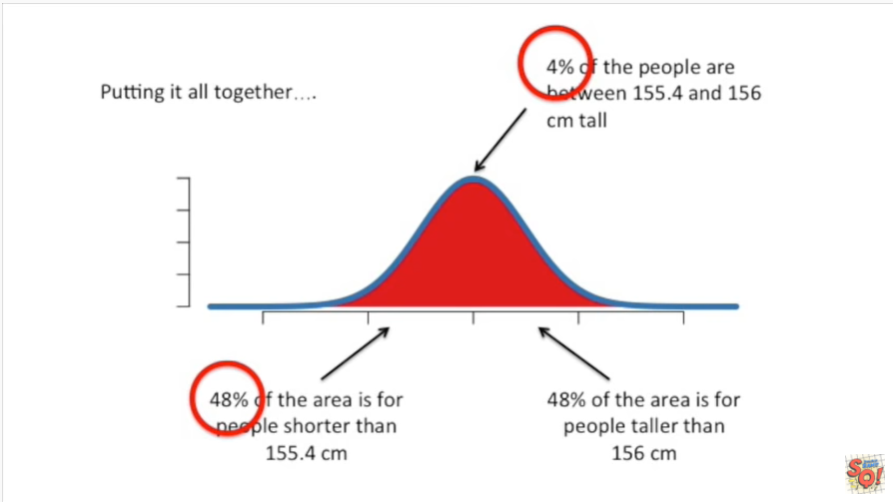 Putting it all together....
4% of the people are
between 155.4 and 156
cm tall
48% of the area is for
people shorter than
155.4 cm
48% of the area is for
people taller than
156 cm
SQ!